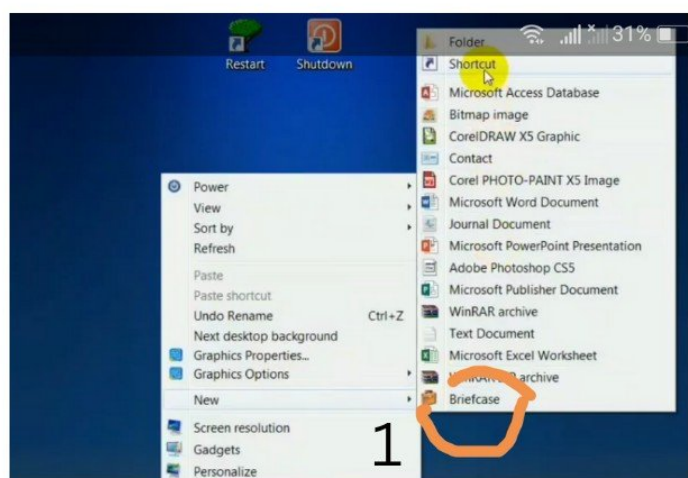 31%
Restart
Shutdown
Folder
Shortcut
Microsoft Access Database
Bitmap image
CorelDRAW X5 Graphic
Contact
Corel PHOTO-PAINT X5 Image
Microsoft Word Document
Journal Document
Microsoft PowerPoint Presentation
Adobe Photoshop CS5
Microsoft Publisher Document
WinRAR archive
Text Document
Microsoft Excel Worksheet
archive
Briefcase
Power
View
Sort by
Refresh
Paste
Paste shortcut
Undo Rename Ctrl+Z
Next desktop background
Graphics Properties...
Graphics Options
New
Screen resolution
Gadgets
Personalize
1